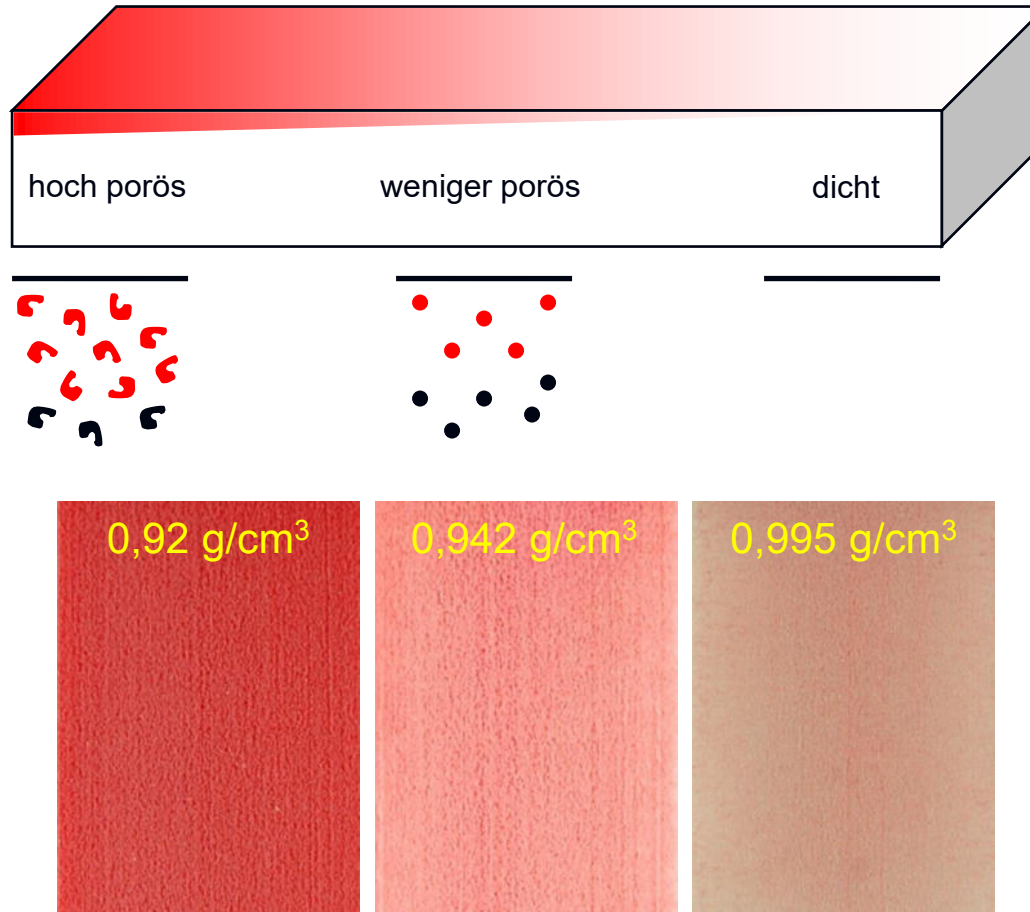 hoch porös
weniger porös
dicht
0,92 g/cm³
0,942 g/cm³
0,995 g/cm³